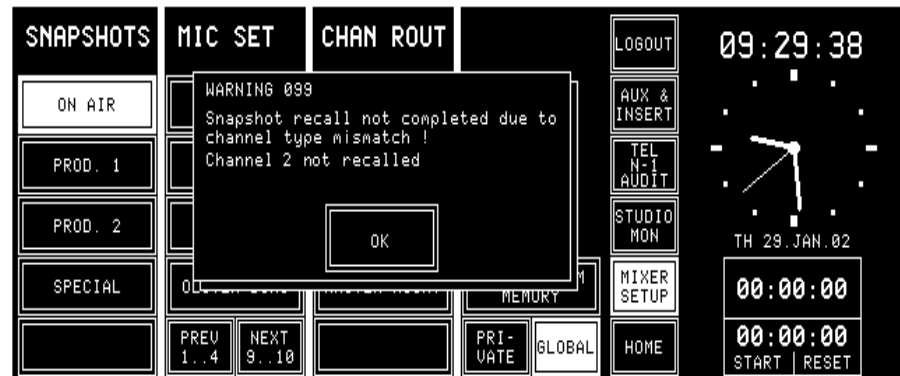 SNAPSHOTS
MIC SET
CHAN ROUT
ON AIR
PROD. 1
PROD. 2
SPECIAL
WARNING 099
Snapshot recall not completed due to
channel type mismatch !
Channel 2 not recalled
OK
MEMORY
PREV
1..4
NEXT
9..10
PRI-
VATE
GLOBAL
LOGOUT
AUX &
INSERT
TEL
N-1
AUDIT
STUDIO
MON
MIXER
SETUP
HOME
09:29:38
TH 29.JAN.02
00:00:00
00:00:00
START
RESET